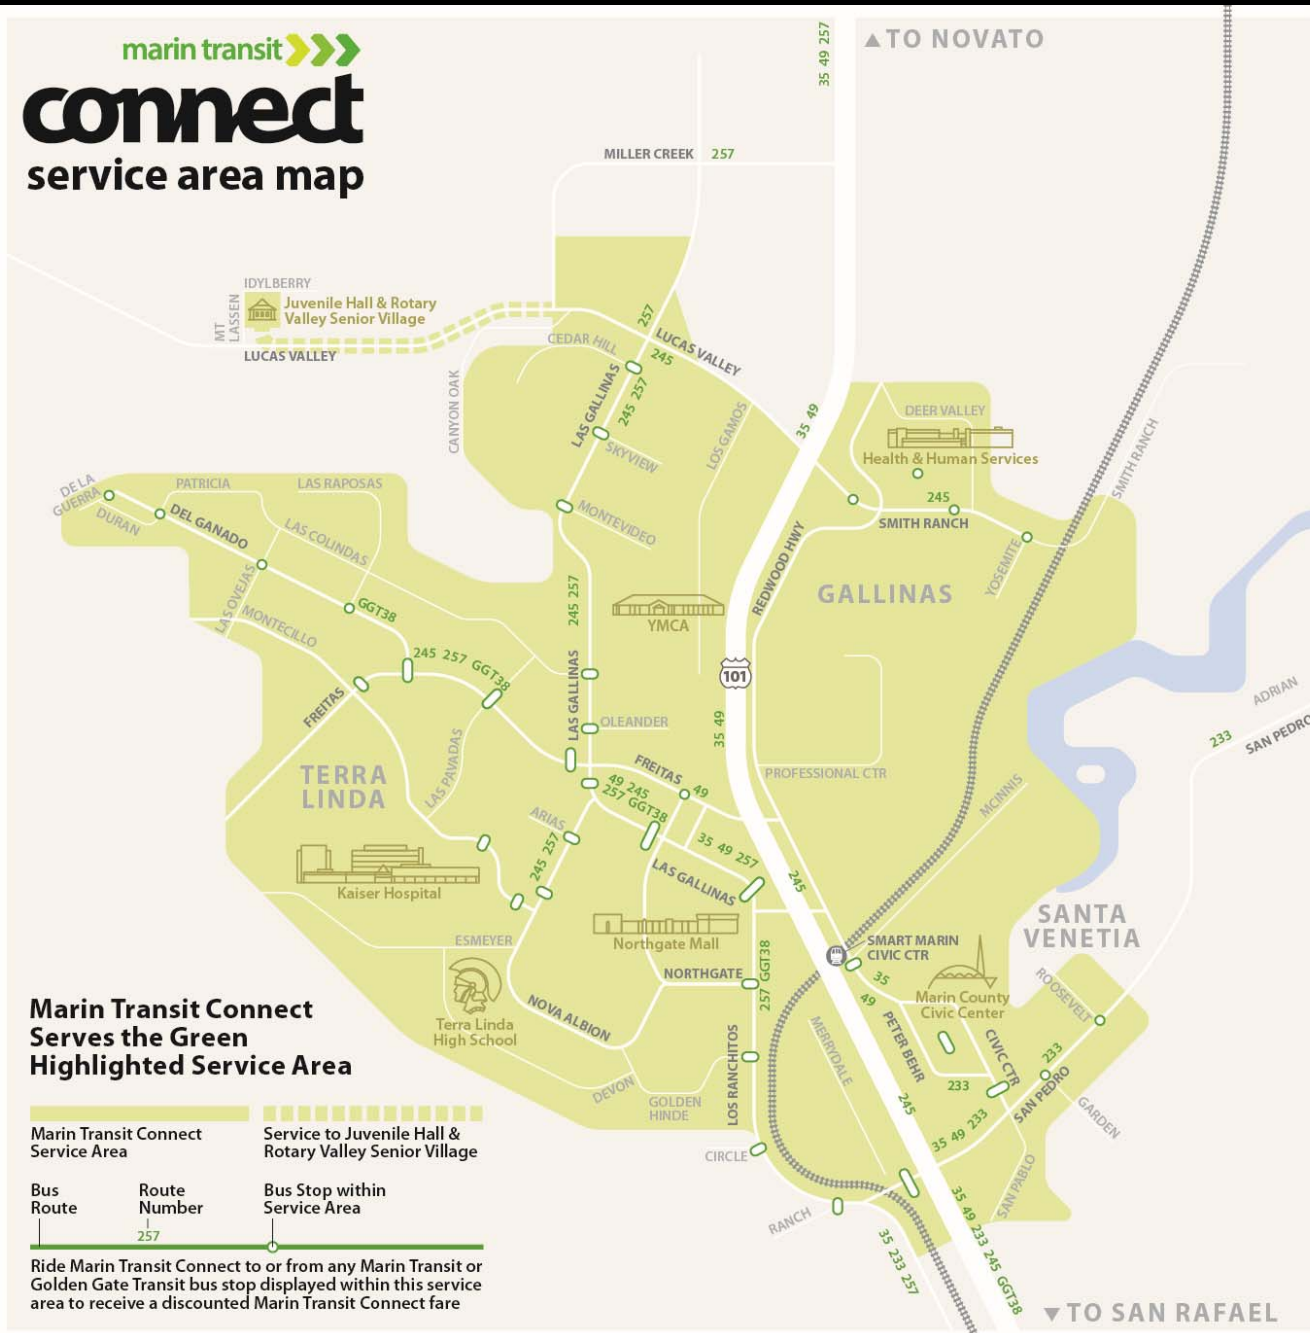 marin transit
connect
service area map
35 49 257
TO NOVATO
MILLER CREEK 257
IDYLBERRY
MT
LASSEN
Juvenile Hall & Rotary
Valley Senior Village
LUCAS VALLEY
257
CEDAR HILL
LUCAS VALLEY
245
CANYON OAK
LAS GALLINAS
245 257
SKYVIEW
LOS GAMOS
35 49
DEER VALLEY
Health & Human Services
245
SMITH RANCH
SMITH RANCH
YOSEMITE
DE LA
GUERRA
DURAN
PATRICIA
LAS RAPOSAS
DEL GANADO
LAS COLINDAS
MONTEVIDEO
REDWOOD HWY
GALLINAS
LAS OVEJAS
MONTECILLO
GGT38
245 257
YMCA
245 257 GGT38
LAS GALLINAS
101
FREITAS
OLEANDER
35 49
ADRIAN
233
SAN PEDRO
TERRA
LINDA
LAS PAVADAS
FREITAS
49
PROFESSIONAL CTR
MCINNIS
49 245
257 GGT38
ARIAS
245 257
35 49 257
LAS GALLINAS
245
Kaiser Hospital
Northgate Mall
SANTA
VENETIA
ESMEYER
SMART MARIN
CIVIC CTR
NORTHGATE
257 GGT38
35
49
Marin County
Civic Center
ROOSEVELT
Terra Linda
High School
NOVA ALBION
MERRYDALE
PETER BEHR
CIVIC CTR
233
233
SAN PEDRO
GARDEN
DEVON
GOLDEN
HINDE
LOS RANCHITOS
245
35 49 233
CIRCLE
SAN PABLO
RANCH
35 233 257
35 49 233 245 GGT38
TO SAN RAFAEL
Marin Transit Connect
Serves the Green
Highlighted Service Area
Marin Transit Connect
Service Area
Service to Juvenile Hall &
Rotary Valley Senior Village
Bus
Route
Route
Number
257
Bus Stop within
Service Area
Ride Marin Transit Connect to or from any Marin Transit or
Golden Gate Transit bus stop displayed within this service
area to receive a discounted Marin Transit Connect fare